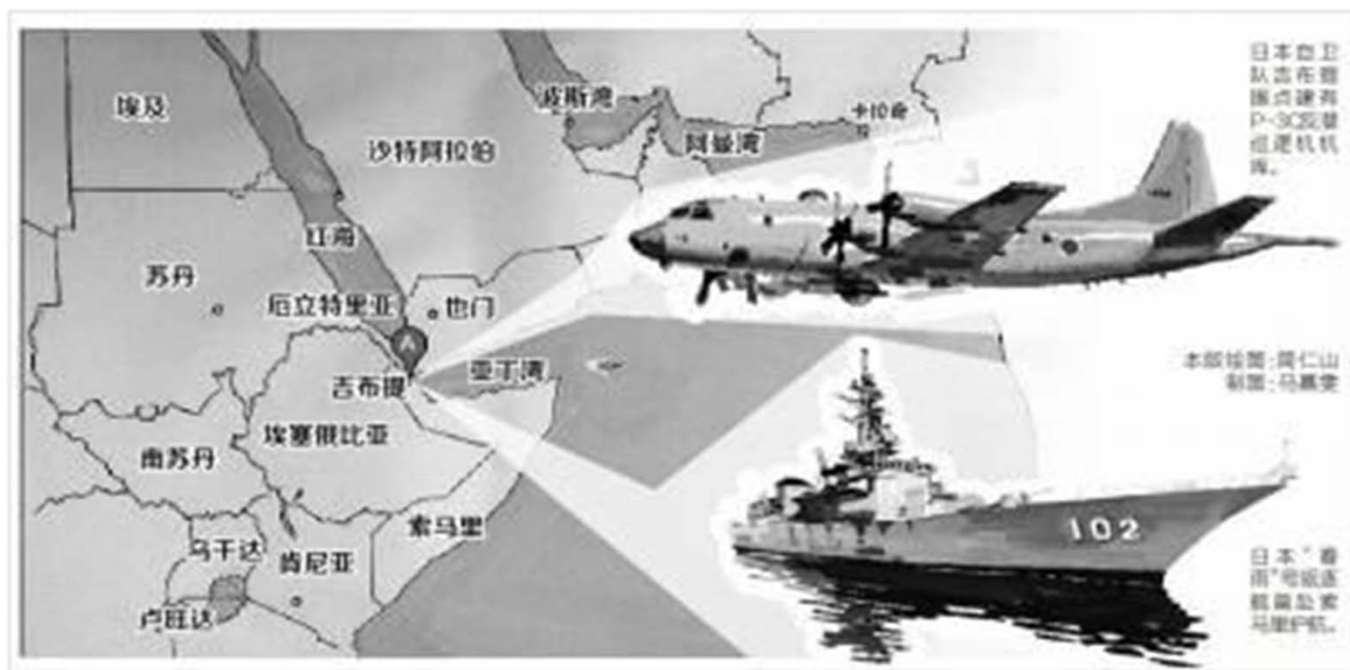 埃及
波斯湾
卡拉奇
阿曼湾
沙特阿拉伯
红海
苏丹
厄立特里亚
也门
A
亚丁湾
吉布提
埃塞俄比亚
南苏丹
索马里
乌干达
肯尼亚
卢旺达
102
日本自卫
队吉布提
据点建有
P-3C反潜
巡逻机机
库。
本版绘图:周仁山
制图:马嘉雯
日本“春
雨”号驱逐
舰曾赴索
马里护航。